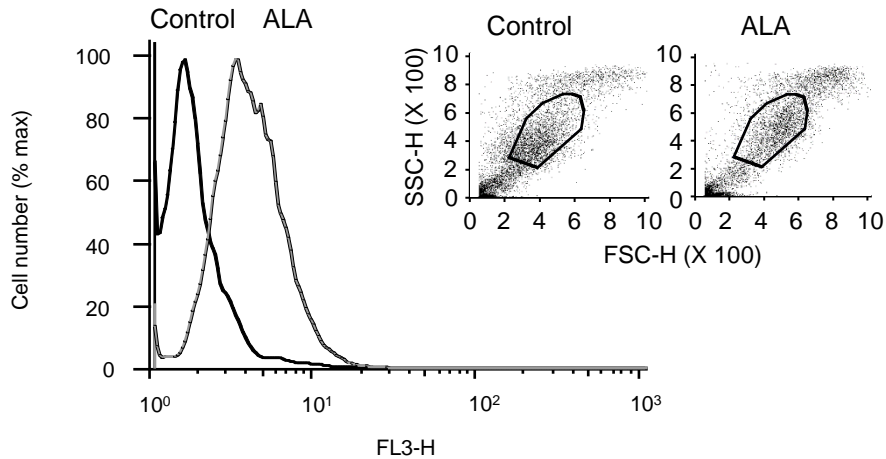 Control ALA
100
80
60
40
20
0
Cell number (% max)
10⁰ 10¹ 10² 10³
FL3-H
Control ALA
10
8
6
4
2
0
SSC-H (X 100)
0 2 4 6 8 10
10
8
6
4
2
0
0 2 4 6 8 10
FSC-H (X 100)